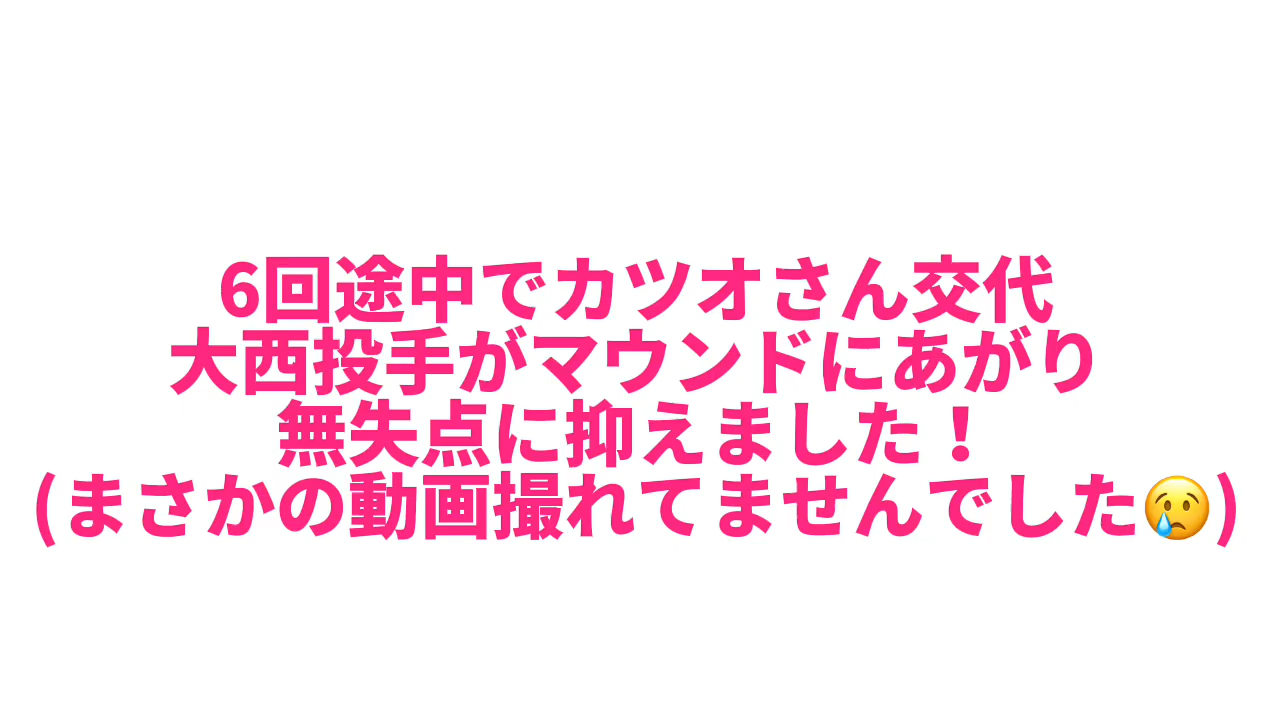 6回途中でカツオさん交代
大西投手がマウンドにあがり
無失点に抑えました！
(まさかの動画撮れてませんでした😢)